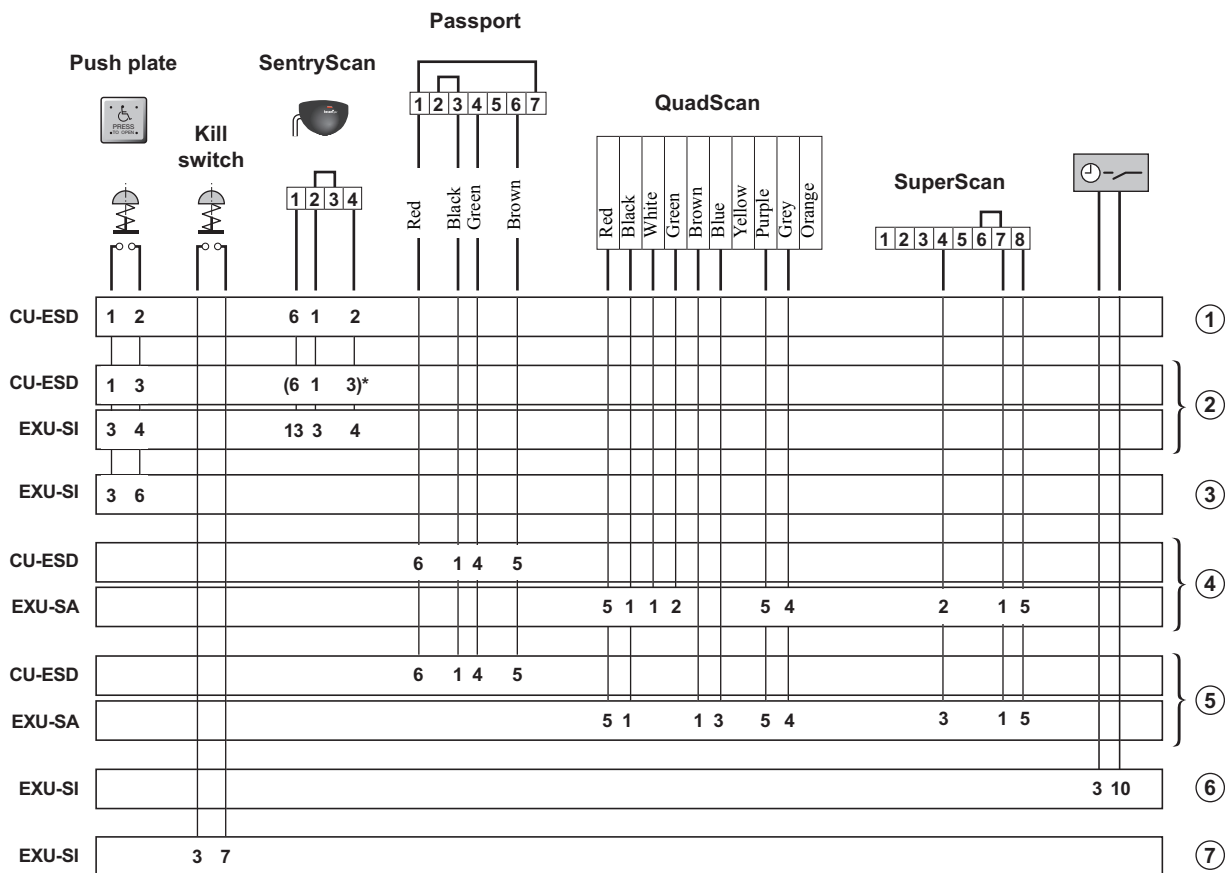 Passport
Push plate
SentryScan
1 2 3 4 5 6 7
QuadScan
PRESS
TO OPEN
Kill
switch
SuperScan
1 2 3 4
Red
Black
Green
Brown
Red
Black
White
Green
Brown
Blue
Yellow
Purple
Grey
Orange
1 2 3 4 5 6 7 8
CU-ESD 1 2 6 1 2 1
CU-ESD 1 3 (6 1 3)*
2
EXU-SI 3 4 13 3 4
EXU-SI 3 6 3
CU-ESD 6 1 4 5
4
EXU-SA 5 1 1 2 5 4 2 1 5
CU-ESD 6 1 4 5
5
EXU-SA 5 1 1 3 5 4 3 1 5
EXU-SI 3 10 6
EXU-SI 3 7 7